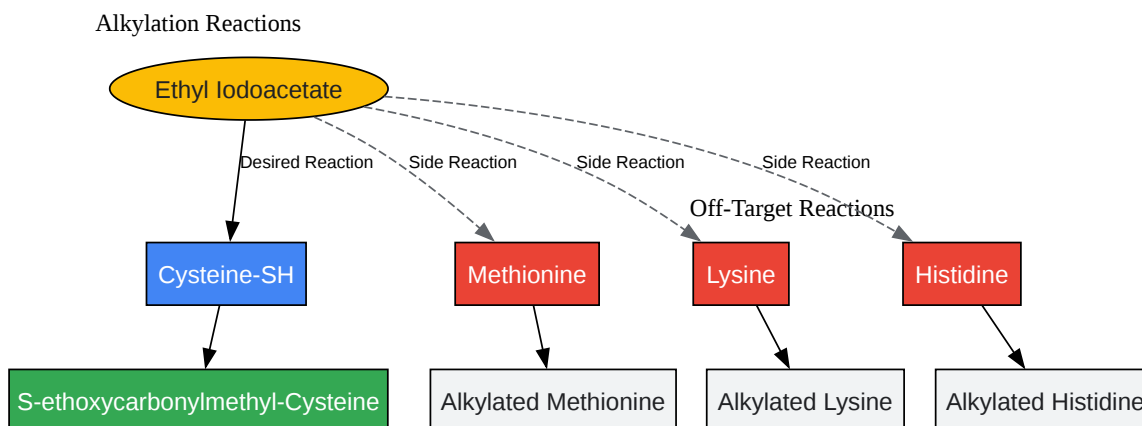 Alkylation Reactions
Ethyl Iodoacetate
Desired Reaction
Side Reaction
Side Reaction
Side Reaction
Off-Target Reactions
Cysteine-SH
Methionine
Lysine
Histidine
S-ethoxycarbonylmethyl-Cysteine
Alkylated Methionine
Alkylated Lysine
Alkylated Histidine